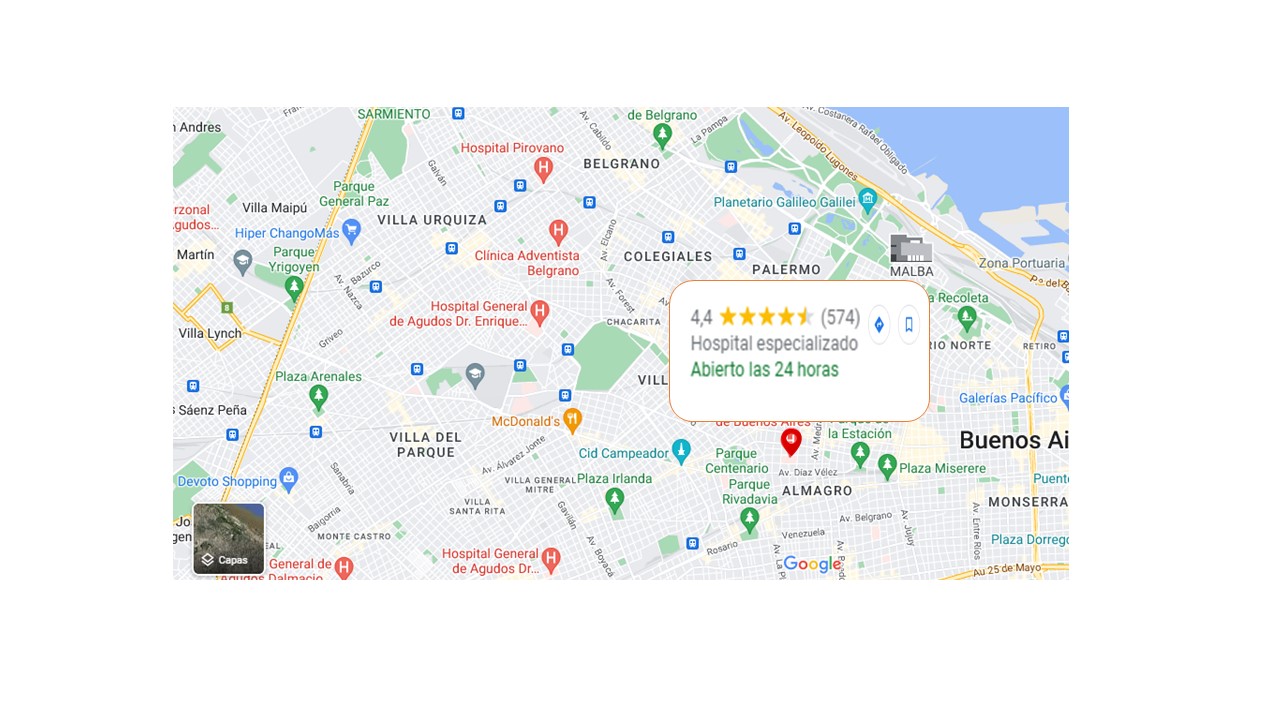 SARMIENTO
de Belgrano
Av. Costanera Rafael Obligado
n Andres
Hospital Pirovano
Av. Cabildo
La Pampa
Av. Leopoldo Lugones
BELGRANO
Galván
Parque
General Paz
Villa Maipú
VILLA URQUIZA
Planetario Galileo Galilei
erzonal
Agudos...
Hiper ChangoMás
Av. Elcano
Martín
Parque
Yrigoyen
Clínica Adventista
Belgrano
COLEGIALES
PALERMO
MALBA
Zona Portuaria
Av. Nazca
Bazurco
Av. Forest
Hospital General
de Agudos Dr. Enrique...
CHACARITA
a Recoleta
8
Villa Lynch
Griveo
4,4
(574)
Hospital especializado
Abierto las 24 horas
RIO NORTE
RETIRO
Plaza Arenales
VILL
Galerías Pacífico
s Sáenz Peña
McDonald's
de Buenos Aires
Parque de
la Estación
Buenos Ai
VILLA DEL
PARQUE
Av. Álvarez Jonte
Cid Campeador
Parque
Centenario
Av. Medra
Plaza Miserere
Devoto Shopping
Sanabria
VILLA GENERAL
MITRE
Plaza Irlanda
Parque
Rivadavia
Av. Díaz Vélez
ALMAGRO
Puente
MONSERRA
VILLA
SANTA RITA
Gavilán
Baigorria
Av. Belgrano
Av. Jujuy
Av. Entre Ríos
MONTE CASTRO
Av. Boyacá
Venezuela
Plaza Dorrego
Rosario
Capas
General de
Agudos Dalmacio
Hospital General
de Agudos Dr...
Google
Au 25 de Mayo